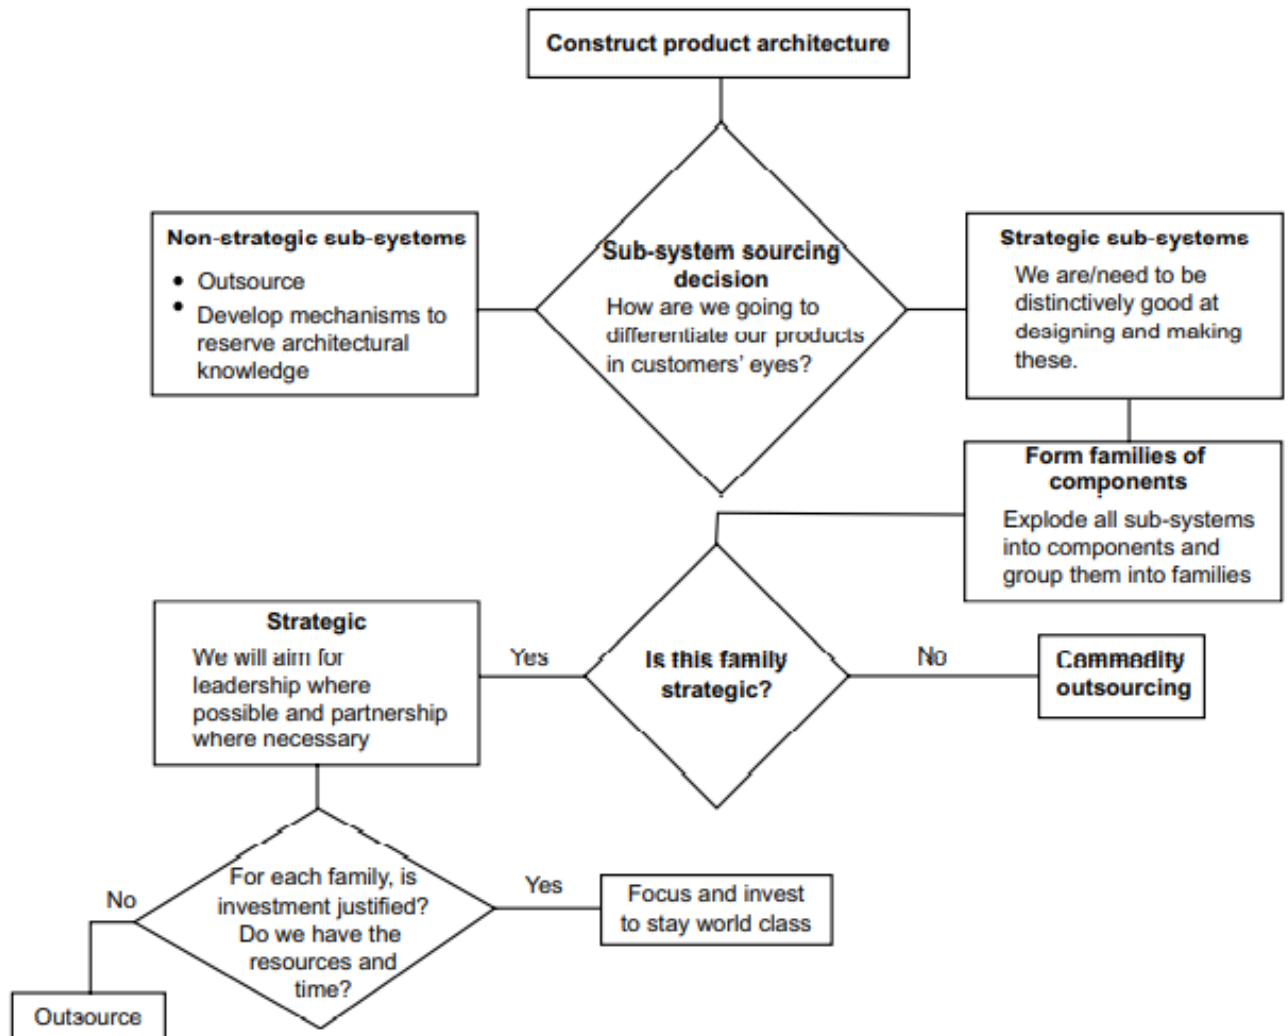 Construct product architecture
Non-strategic sub-systems
• Outsource
• Develop mechanisms to
reserve architectural
knowledge
Sub-system sourcing
decision
How are we going to
differentiate our products
in customers' eyes?
Strategic sub-systems
We are/need to be
distinctively good at
designing and making
these.
Form families of
components
Explode all sub-systems
into components and
group them into families
Strategic
We will aim for
leadership where
possible and partnership
where necessary
Yes
Is this family
strategic?
No
Commodity
outsourcing
No
For each family, is
investment justified?
Do we have the
resources and
time?
Yes
Focus and invest
to stay world class
Outsource